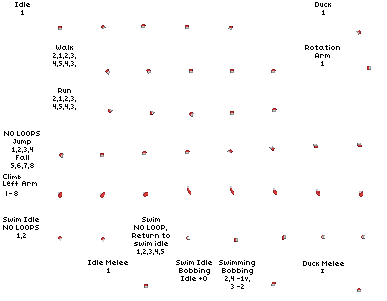 Idle
1
Duck
1
Walk
2,1,2,3,
4,5,4,3,
Rotation
Arm
1
Run
2,1,2,3,
4,5,4,3,
NO LOOPS
Jump
1,2,3,4
Fall
5,6,7,8
Climb
Left Arm
1-8
Swim Idle
NO LOOPS
1,2
Swim
NO LOOP,
Return to
swim idle
1,2,3,4,5
Idle Melee
1
Swim Idle
Bobbing
Idle +0
Swimming
Bobbing
2,4 -1v,
3 -2
Duck Melee
1